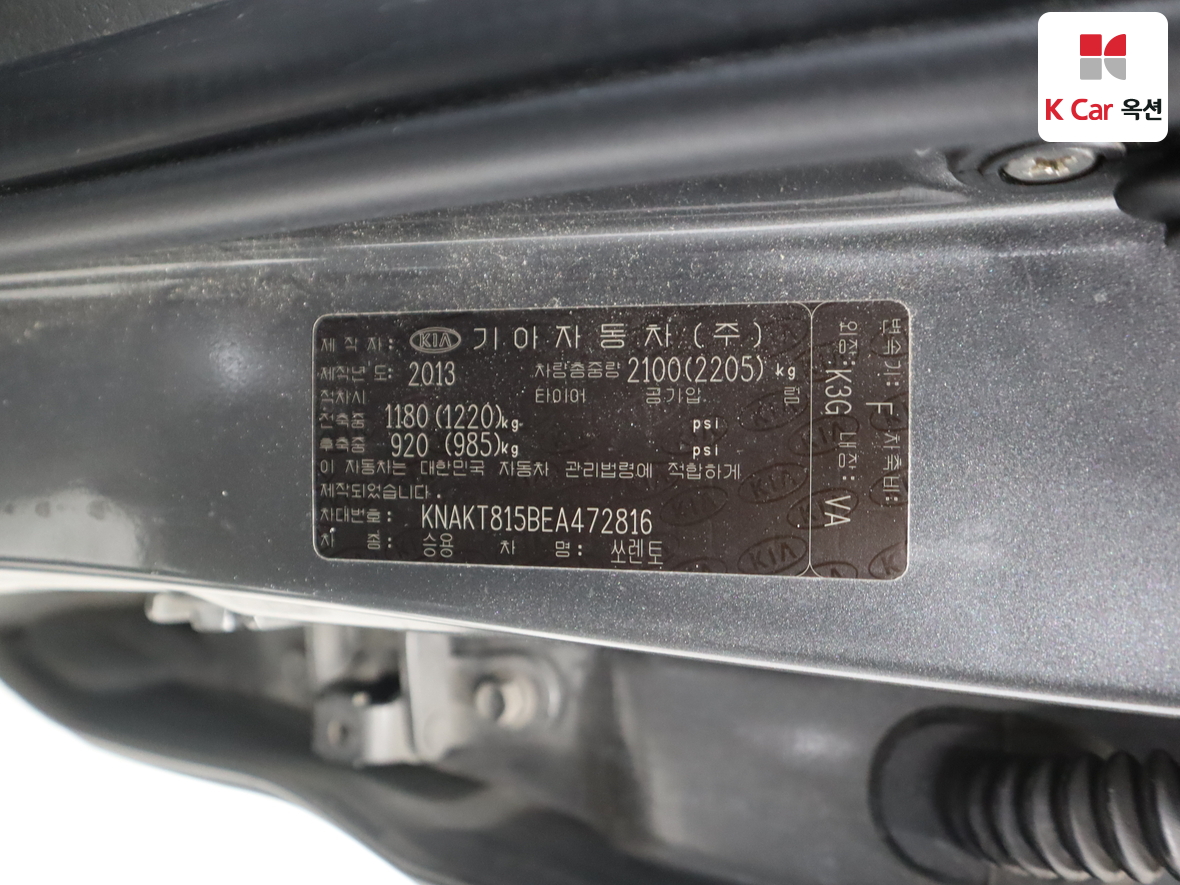 K Car 옥션
제 작 자: KIA 기 아 자 동 차 (주)
제작년 도: 2013 차량총중량 2100(2205) kg
적차시 타이어 공기압 림
전축중 1180 (1220)kg psi
후축중 920 (985)kg psi
이 자동차는 대한민국 자동차 관리법령에 적합하게
제작되었습니다.
차대번호: KNAKT815BEA472816
차 종: 승용 차 명: 쏘렌토
변속기: F 차축비:
외장: K3G 내장: VA